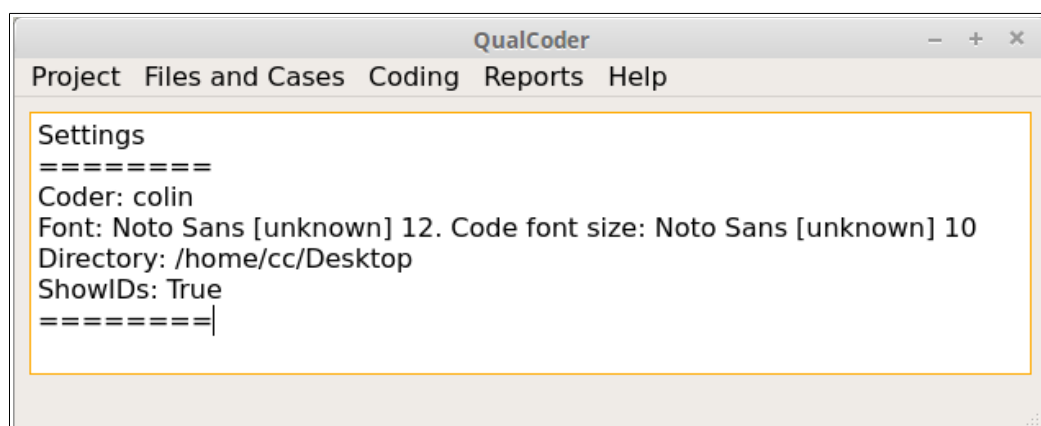 QualCoder
Project Files and Cases Coding Reports Help
Settings
========
Coder: colin
Font: Noto Sans [unknown] 12. Code font size: Noto Sans [unknown] 10
Directory: /home/cc/Desktop
ShowIDs: True
========